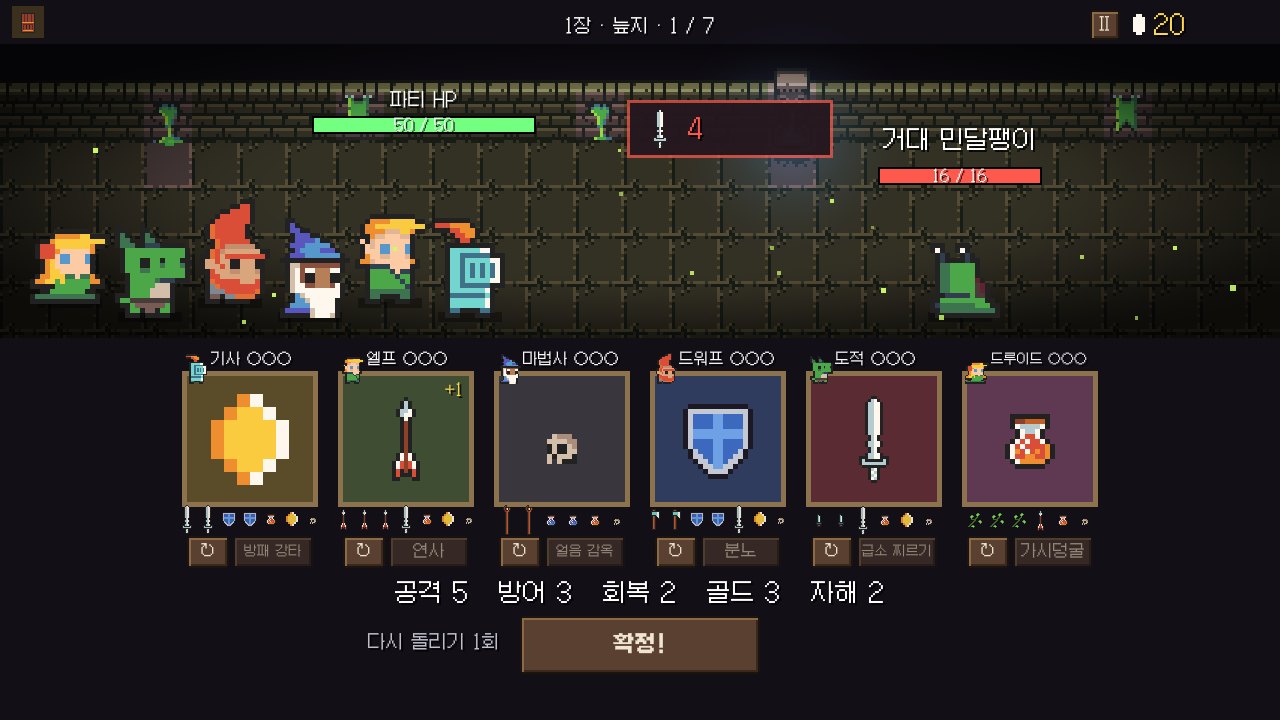 1장 · 늪지 · 1 / 7
II
20
파티 HP
50 / 50
4
거대 민달팽이
16 / 16
기사 ○○○
엘프 ○○○
마법사 ○○○
드워프 ○○○
도적 ○○○
드루이드 ○○○
+1
↻ 방패 강타
↻ 연사
↻ 얼음 감옥
↻ 분노
↻ 급소 찌르기
↻ 가시덩굴
공격 5 방어 3 회복 2 골드 3 자해 2
다시 돌리기 1회
확정!